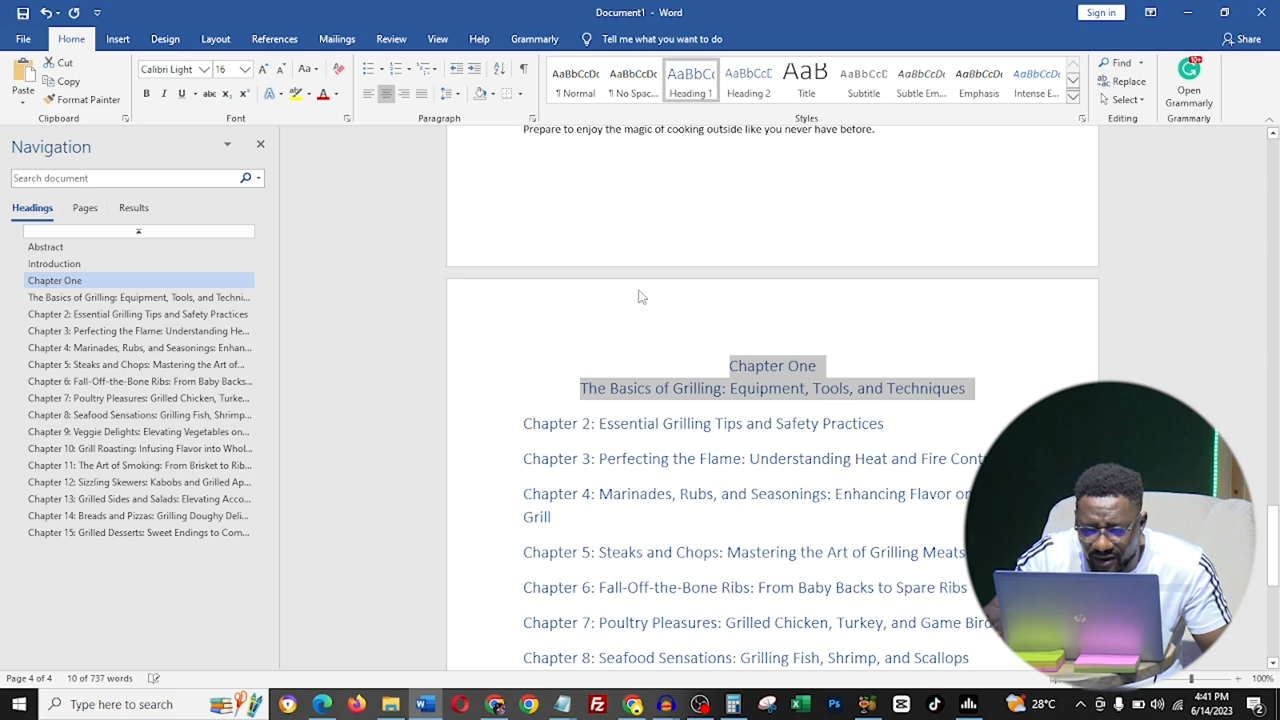 Document1 - Word
Sign in
File Home Insert Design Layout References Mailings Review View Help Grammarly Tell me what you want to do Share
Cut
Copy
Format Painter
Paste
Clipboard
Calibri Light 16
Font
Paragraph
AaBbCcDc AaBbCcDc AaBbCc AaBbCcD AaB AaBbCcD AaBbCcDc AaBbCcDc AaBbCcDc
¶ Normal ¶ No Spac... Heading 1 Heading 2 Title Subtitle Subtle Em... Emphasis Intense E...
Styles
Find
Replace
Select
Editing
10+
Open Grammarly
Grammarly
Navigation
Search document
Headings Pages Results
Abstract
Introduction
Chapter One
The Basics of Grilling: Equipment, Tools, and Techni...
Chapter 2: Essential Grilling Tips and Safety Practices
Chapter 3: Perfecting the Flame: Understanding He...
Chapter 4: Marinades, Rubs, and Seasonings: Enhan...
Chapter 5: Steaks and Chops: Mastering the Art of...
Chapter 6: Fall-Off-the-Bone Ribs: From Baby Backs...
Chapter 7: Poultry Pleasures: Grilled Chicken, Turke...
Chapter 8: Seafood Sensations: Grilling Fish, Shrimp...
Chapter 9: Veggie Delights: Elevating Vegetables on...
Chapter 10: Grill Roasting: Infusing Flavor into Whol...
Chapter 11: The Art of Smoking: From Brisket to Rib...
Chapter 12: Sizzling Skewers: Kabobs and Grilled Ap...
Chapter 13: Grilled Sides and Salads: Elevating Acco...
Chapter 14: Breads and Pizzas: Grilling Doughy Deli...
Chapter 15: Grilled Desserts: Sweet Endings to Com...
Prepare to enjoy the magic of cooking outside like you never have before.
Chapter One
The Basics of Grilling: Equipment, Tools, and Techniques
Chapter 2: Essential Grilling Tips and Safety Practices
Chapter 3: Perfecting the Flame: Understanding Heat and Fire
Chapter 4: Marinades, Rubs, and Seasonings: Enhancing Flavor
Grill
Chapter 5: Steaks and Chops: Mastering the Art of Grilling Meats
Chapter 6: Fall-Off-the-Bone Ribs: From Baby Backs to Spare Ribs
Chapter 7: Poultry Pleasures: Grilled Chicken, Turkey, and Game
Chapter 8: Seafood Sensations: Grilling Fish, Shrimp, and Scallops
Page 4 of 4 10 of 737 words
100%
Type here to search
28°C
4:41 PM
6/14/2023